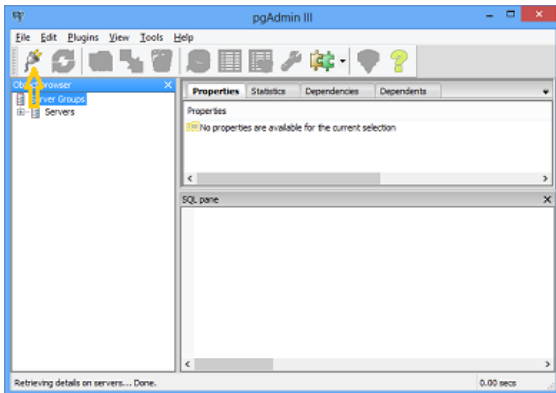 pgAdmin III
File Edit Plugins View Tools Help
Object browser
Server Groups
Servers
Properties Statistics Dependencies Dependents
Properties
No properties are available for the current selection
SQL pane
Retrieving details on servers... Done.
0.00 secs